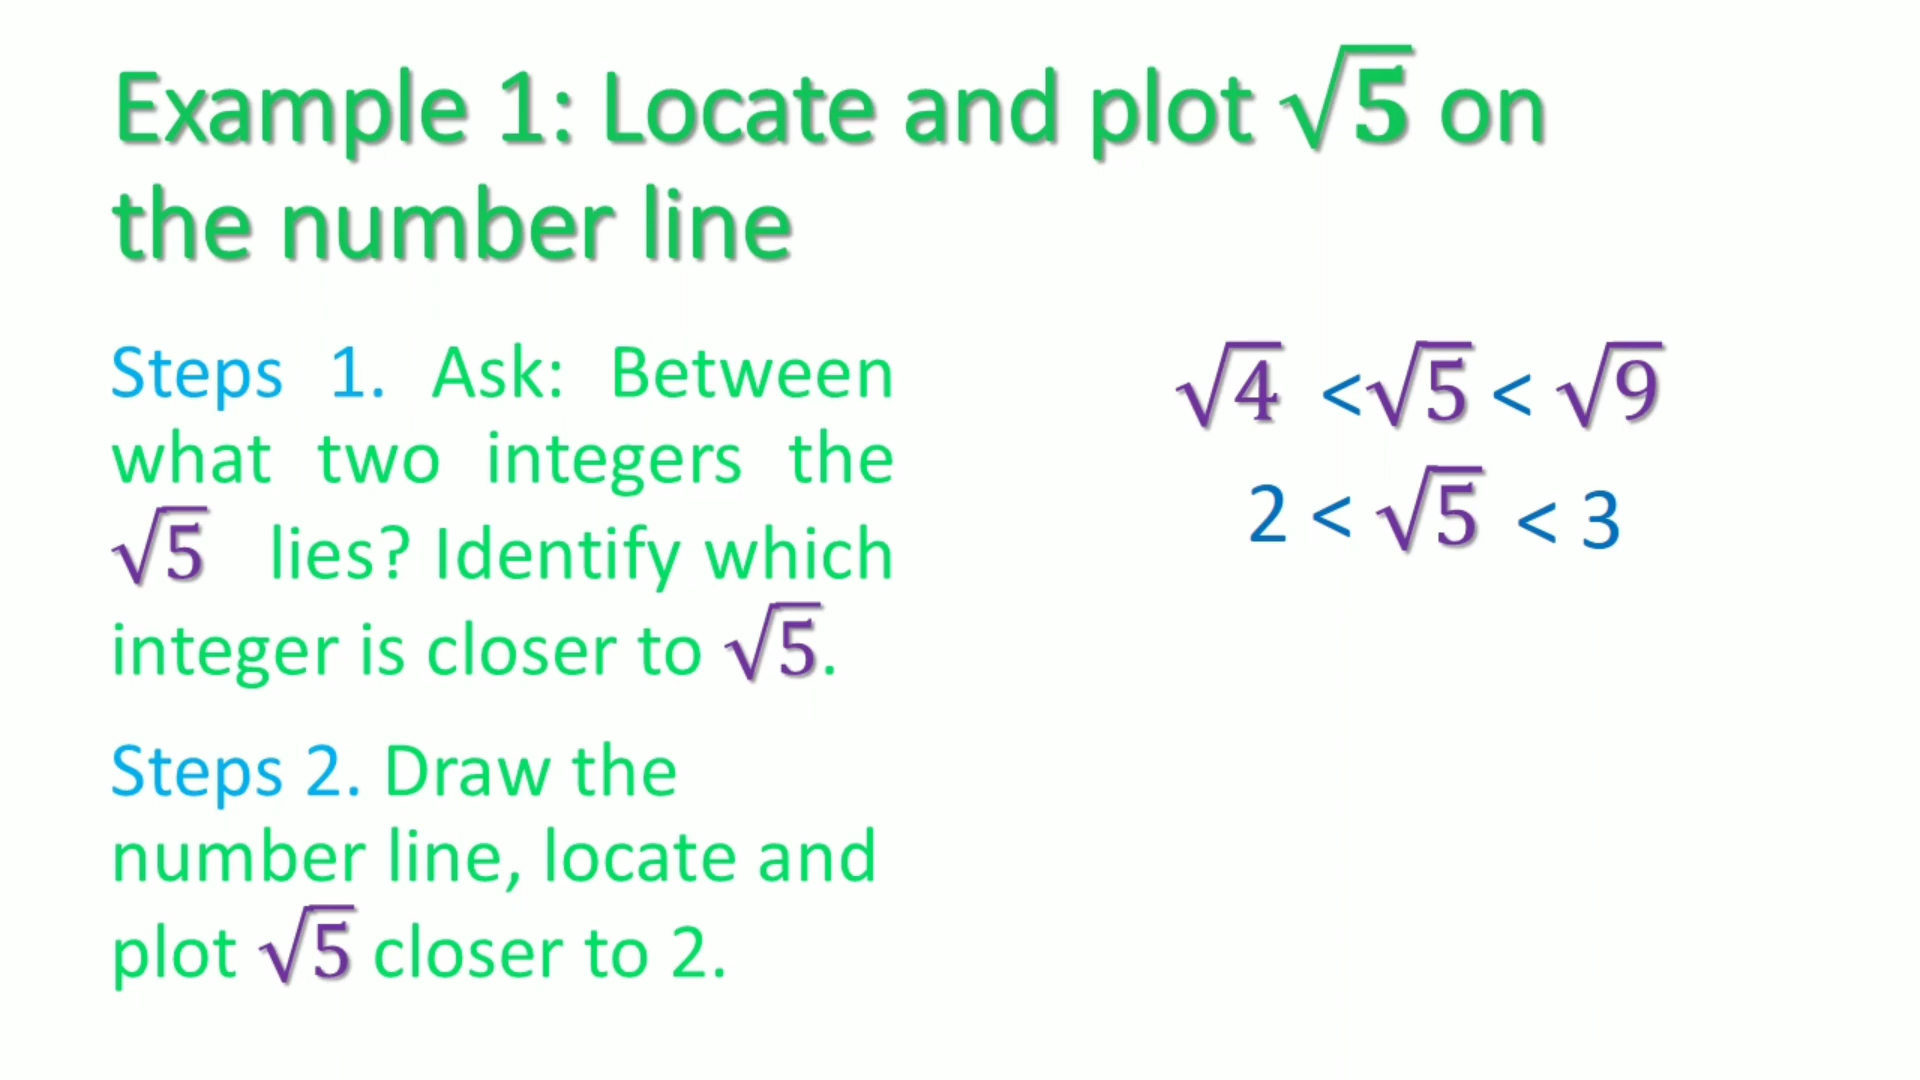 Example 1: Locate and plot √5 on
the number line
Steps 1. Ask: Between
what two integers the
√5 lies? Identify which
integer is closer to √5.
Steps 2. Draw the
number line, locate and
plot √5 closer to 2.
√4 <√5 < √9
2 < √5 < 3